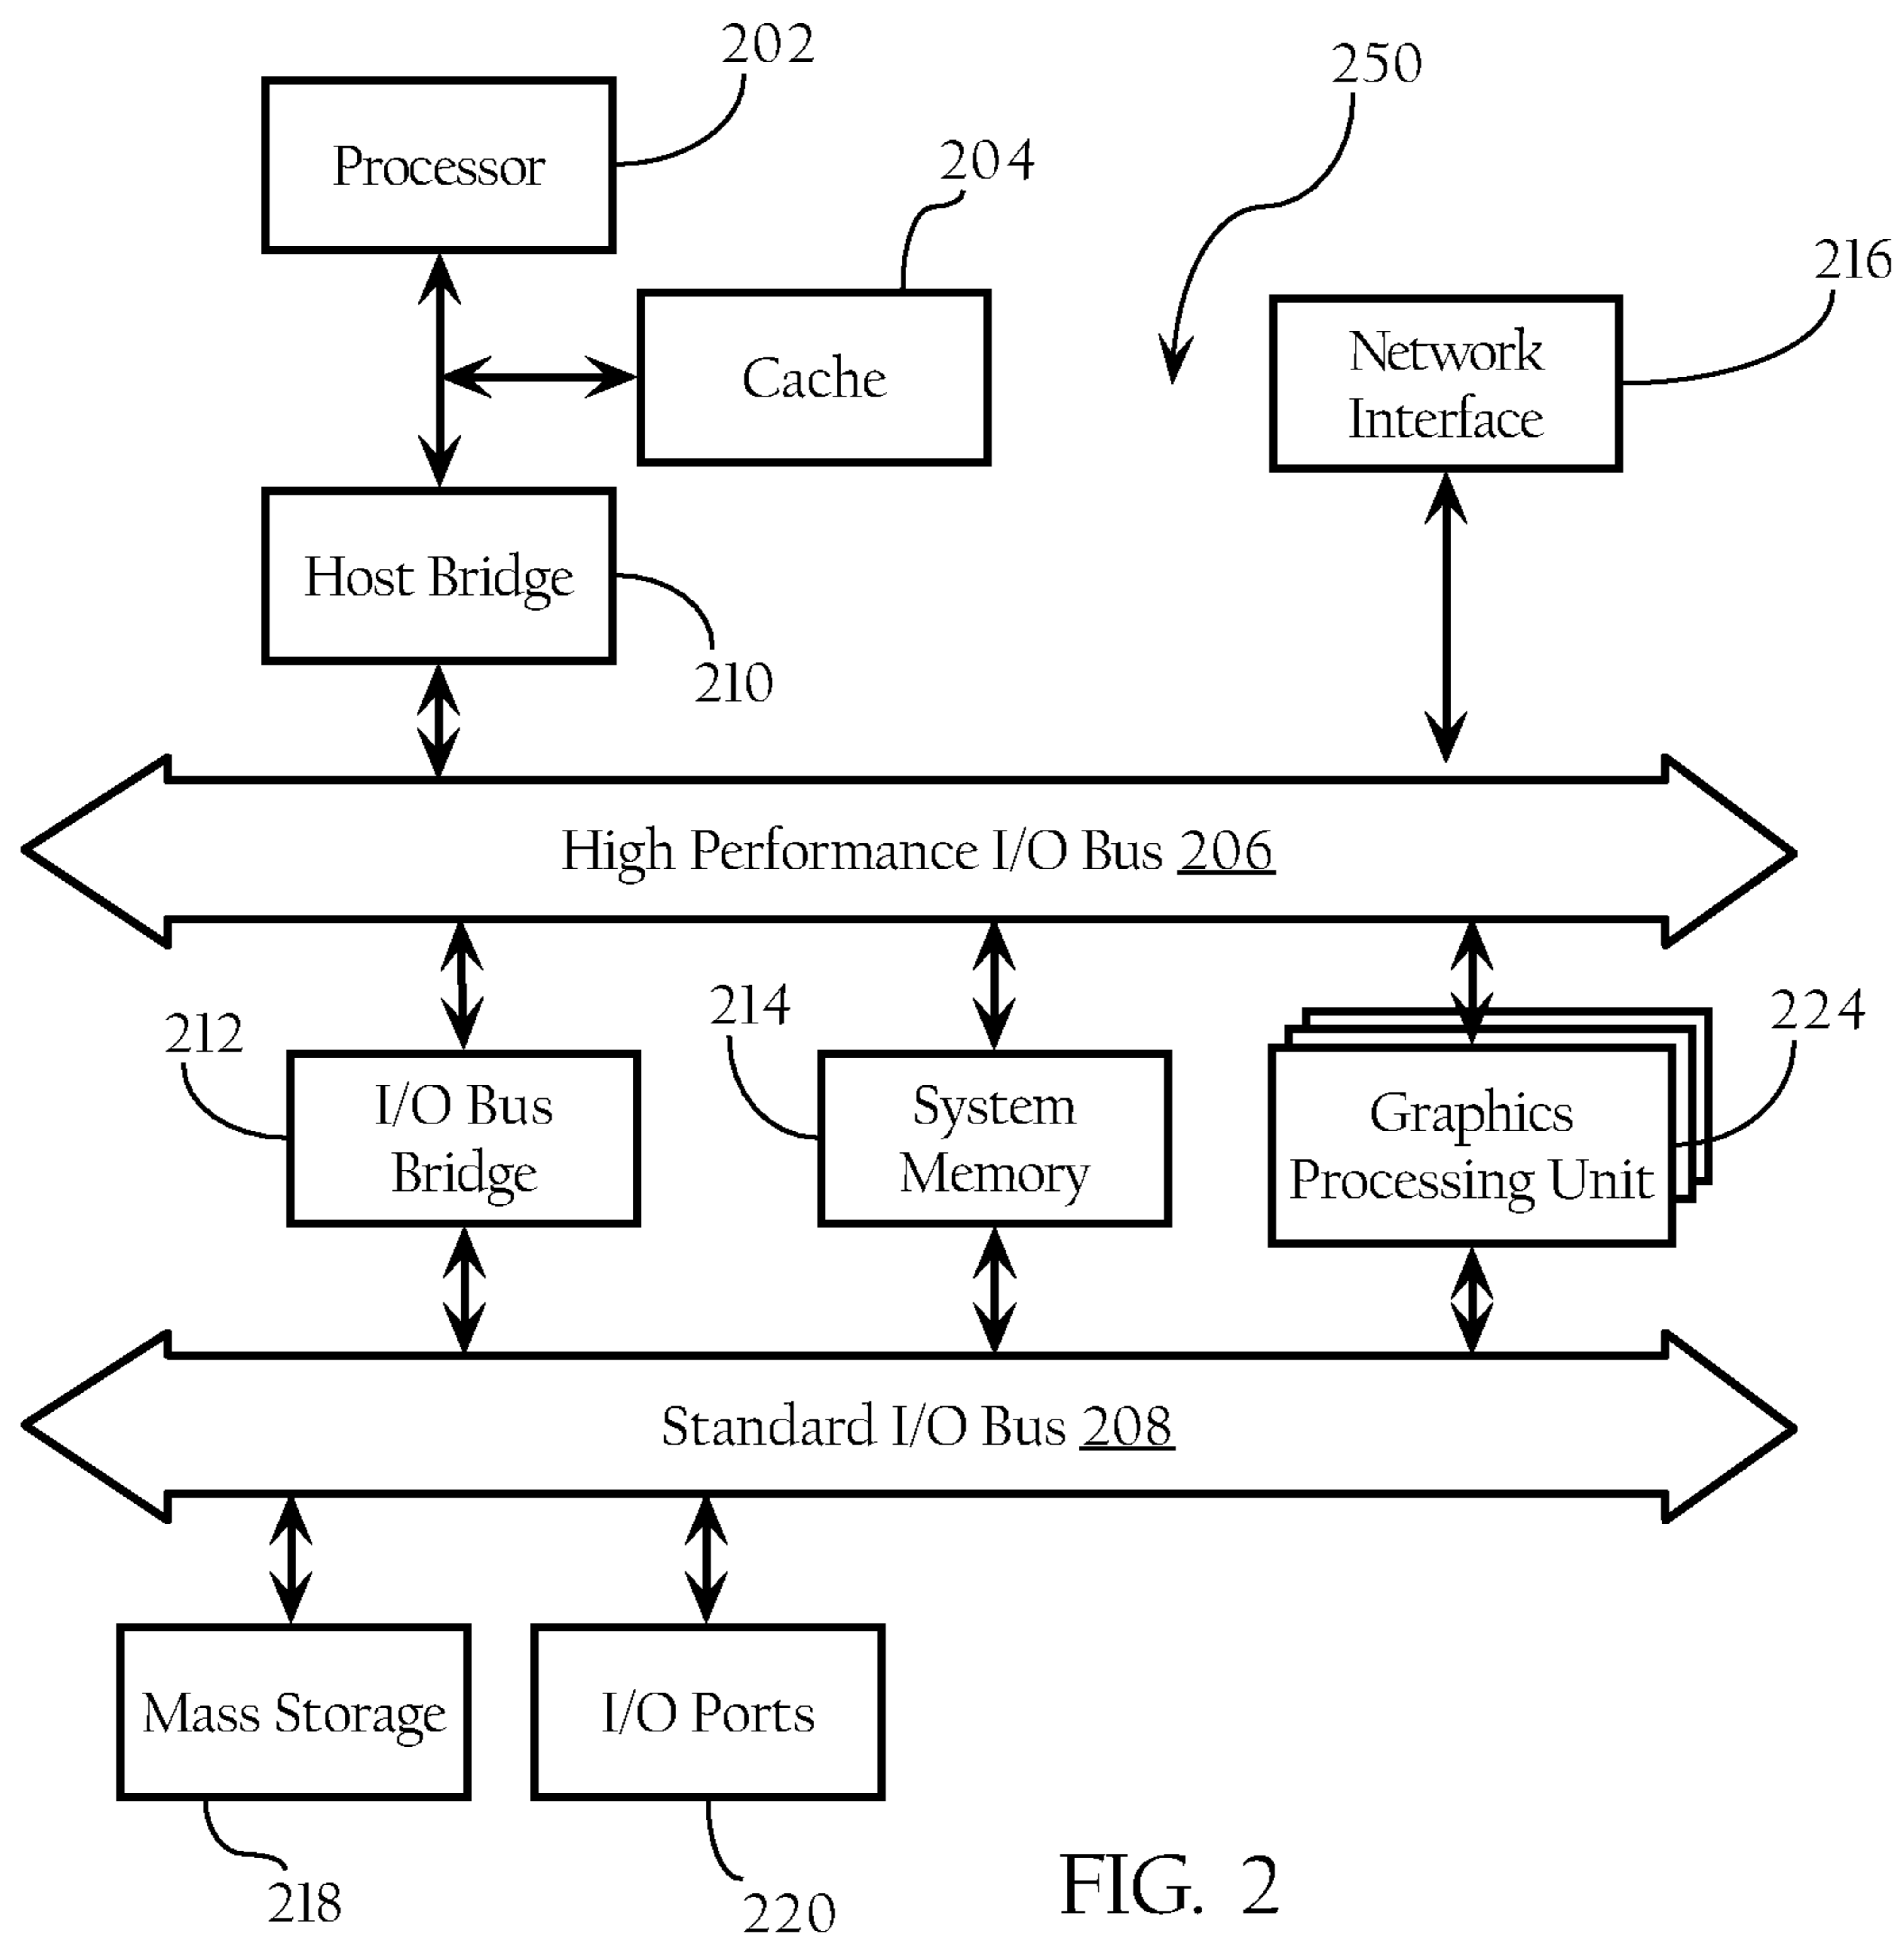 202
250
Processor
204
216
Cache
Network
Interface
Host Bridge
210
High Performance I/O Bus 206
212
214
224
I/O Bus
Bridge
System
Memory
Graphics
Processing Unit
Standard I/O Bus 208
Mass Storage
I/O Ports
218
220
FIG. 2